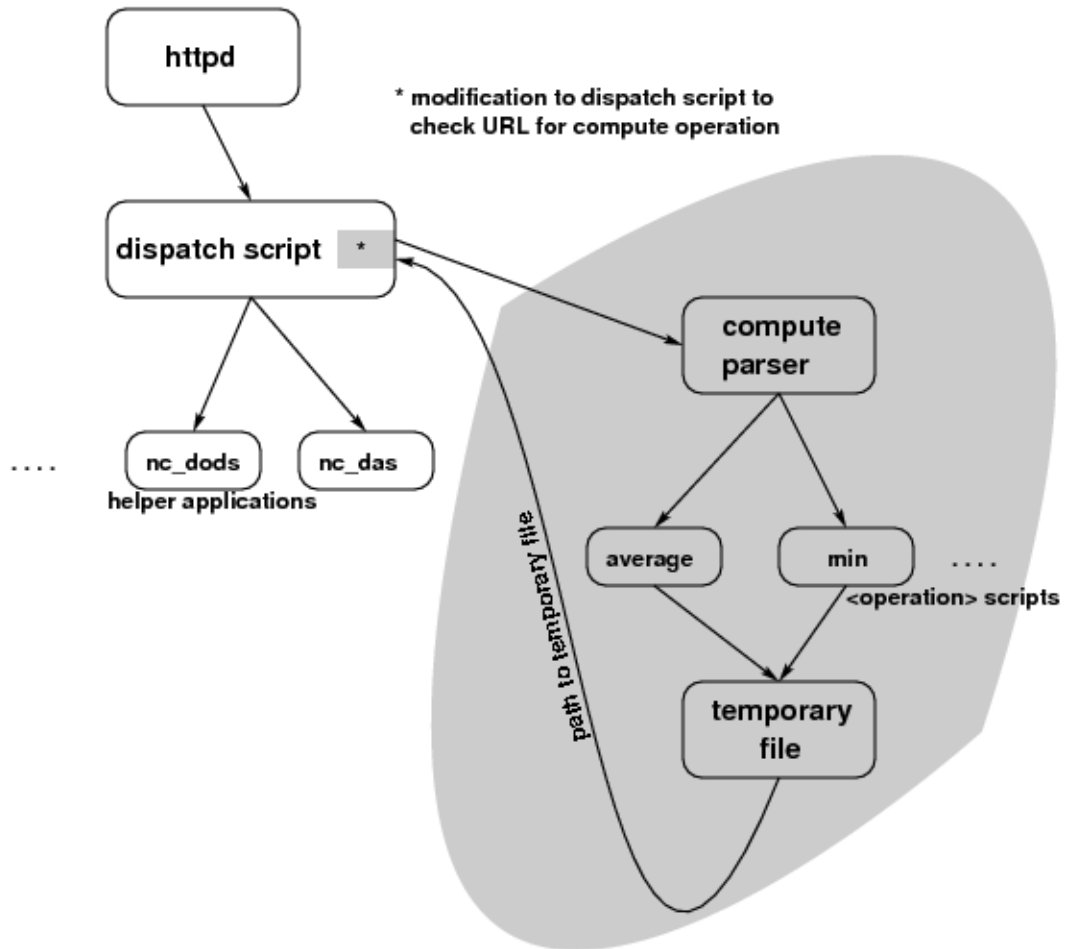 httpd
* modification to dispatch script to
check URL for compute operation
dispatch script *
compute
parser
. . . . nc_dods nc_das
helper applications
path to temporary file
average min . . . .
<operation> scripts
temporary
file